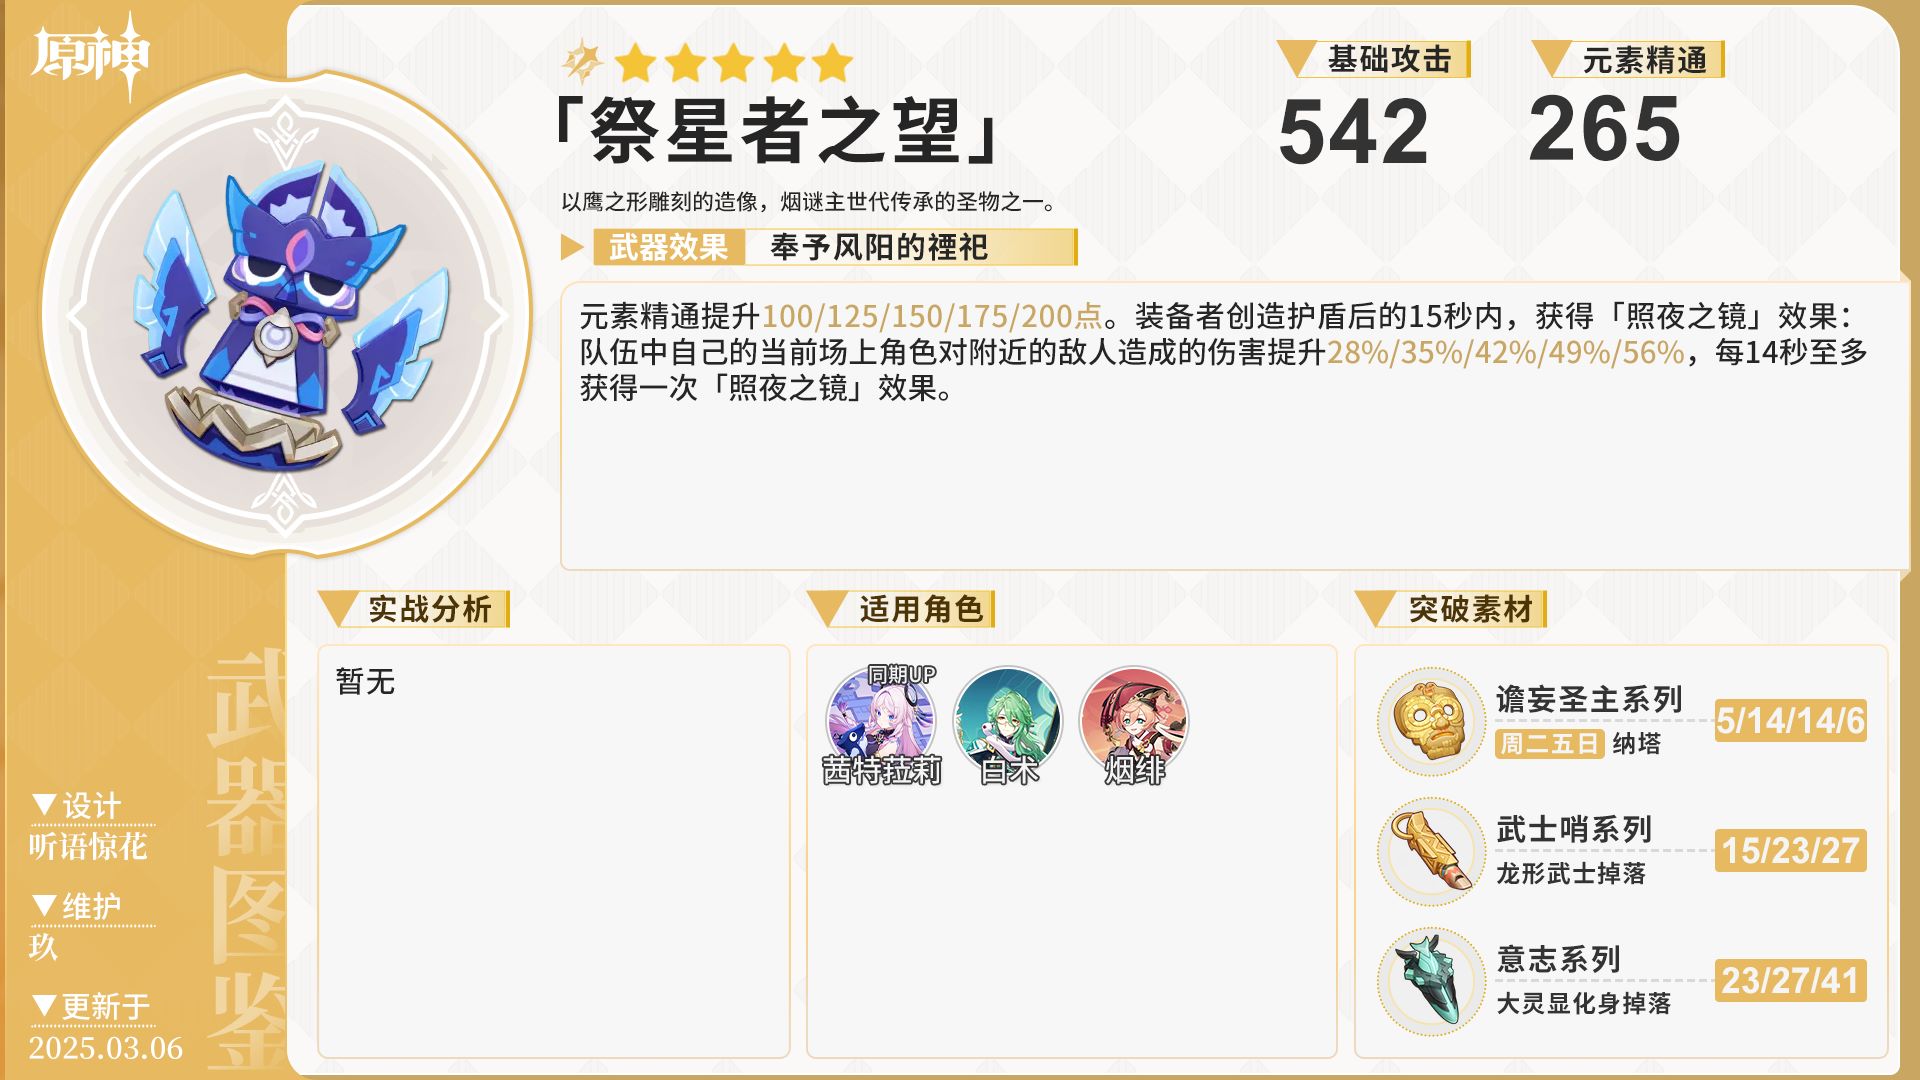 原神
「祭星者之望」
基础攻击
542
元素精通
265
以鹰之形雕刻的造像，烟谜主世代传承的圣物之一。
武器效果
奉予风阳的禋祀
元素精通提升100/125/150/175/200点。装备者创造护盾后的15秒内，获得「照夜之镜」效果：
队伍中自己的当前场上角色对附近的敌人造成的伤害提升28%/35%/42%/49%/56%，每14秒至多
获得一次「照夜之镜」效果。
实战分析
暂无
适用角色
同期UP
茜特菈莉
白术
烟绯
突破素材
谵妄圣主系列
周二五日 纳塔
5/14/14/6
武士哨系列
龙形武士掉落
15/23/27
意志系列
大灵显化身掉落
23/27/41
武器图鉴
▼设计
听语惊花
▼维护
玖
▼更新于
2025.03.06